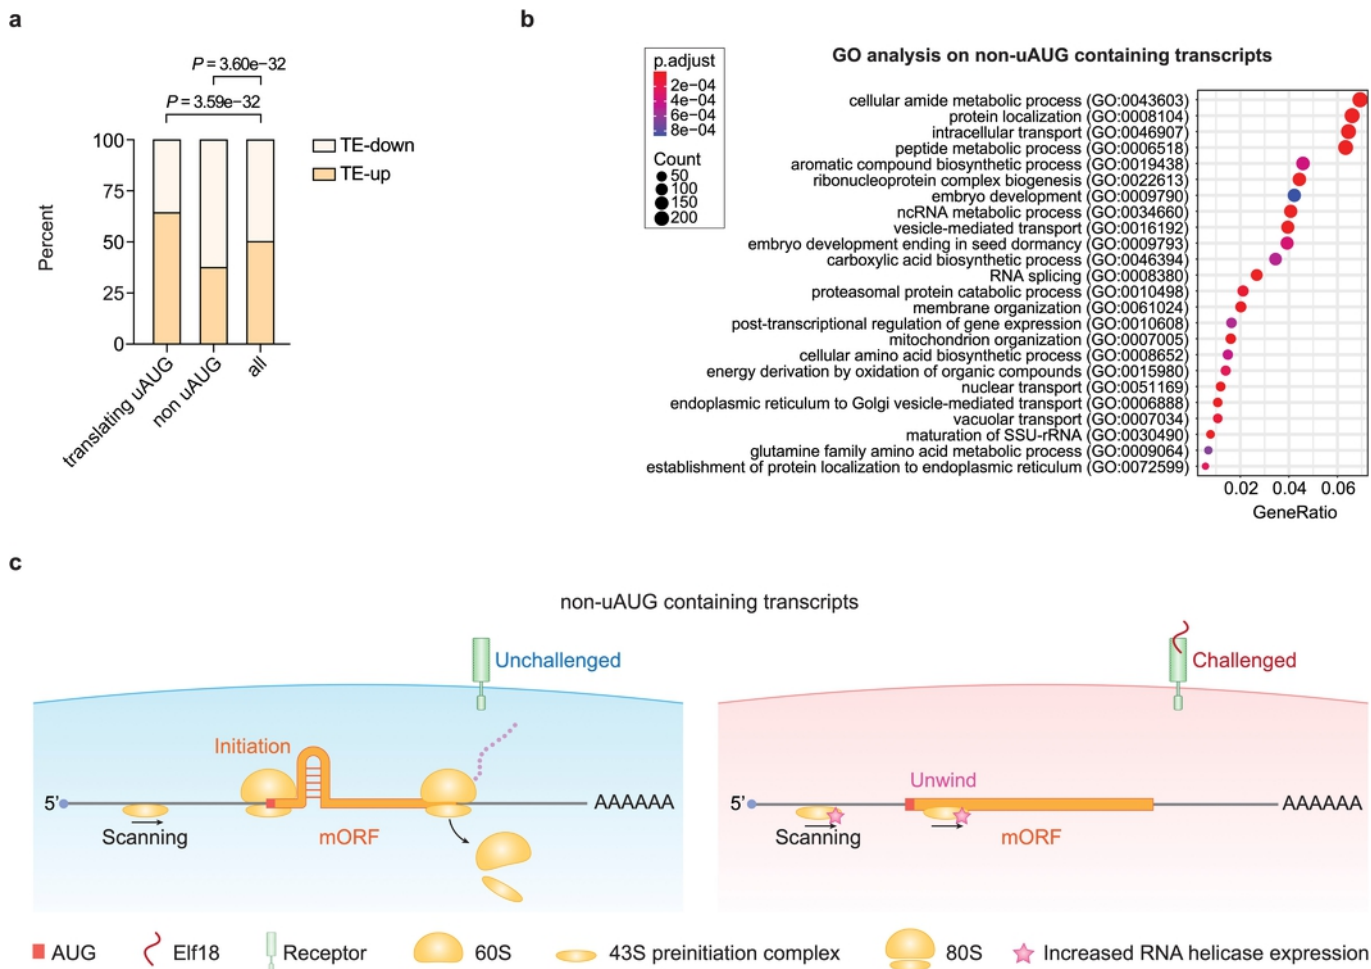 a
P = 3.60e−32
P = 3.59e−32
100
75
50
25
0
Percent
translating uAUG
non uAUG
all
TE-down
TE-up
b
GO analysis on non-uAUG containing transcripts
p.adjust
2e−04
4e−04
6e−04
8e−04
Count
50
100
150
200
cellular amide metabolic process (GO:0043603)
protein localization (GO:0008104)
intracellular transport (GO:0046907)
peptide metabolic process (GO:0006518)
aromatic compound biosynthetic process (GO:0019438)
ribonucleoprotein complex biogenesis (GO:0022613)
embryo development (GO:0009790)
ncRNA metabolic process (GO:0034660)
vesicle-mediated transport (GO:0016192)
embryo development ending in seed dormancy (GO:0009793)
carboxylic acid biosynthetic process (GO:0046394)
RNA splicing (GO:0008380)
proteasomal protein catabolic process (GO:0010498)
membrane organization (GO:0061024)
post-transcriptional regulation of gene expression (GO:0010608)
mitochondrion organization (GO:0007005)
cellular amino acid biosynthetic process (GO:0008652)
energy derivation by oxidation of organic compounds (GO:0015980)
nuclear transport (GO:0051169)
endoplasmic reticulum to Golgi vesicle-mediated transport (GO:0006888)
vacuolar transport (GO:0007034)
maturation of SSU-rRNA (GO:0030490)
glutamine family amino acid metabolic process (GO:0009064)
establishment of protein localization to endoplasmic reticulum (GO:0072599)
0.02 0.04 0.06
GeneRatio
c
non-uAUG containing transcripts
Unchallenged
Initiation
5'
AAAAAA
Scanning
mORF
Challenged
Unwind
5'
AAAAAA
Scanning
mORF
AUG
Elf18
Receptor
60S
43S preinitiation complex
80S
Increased RNA helicase expression